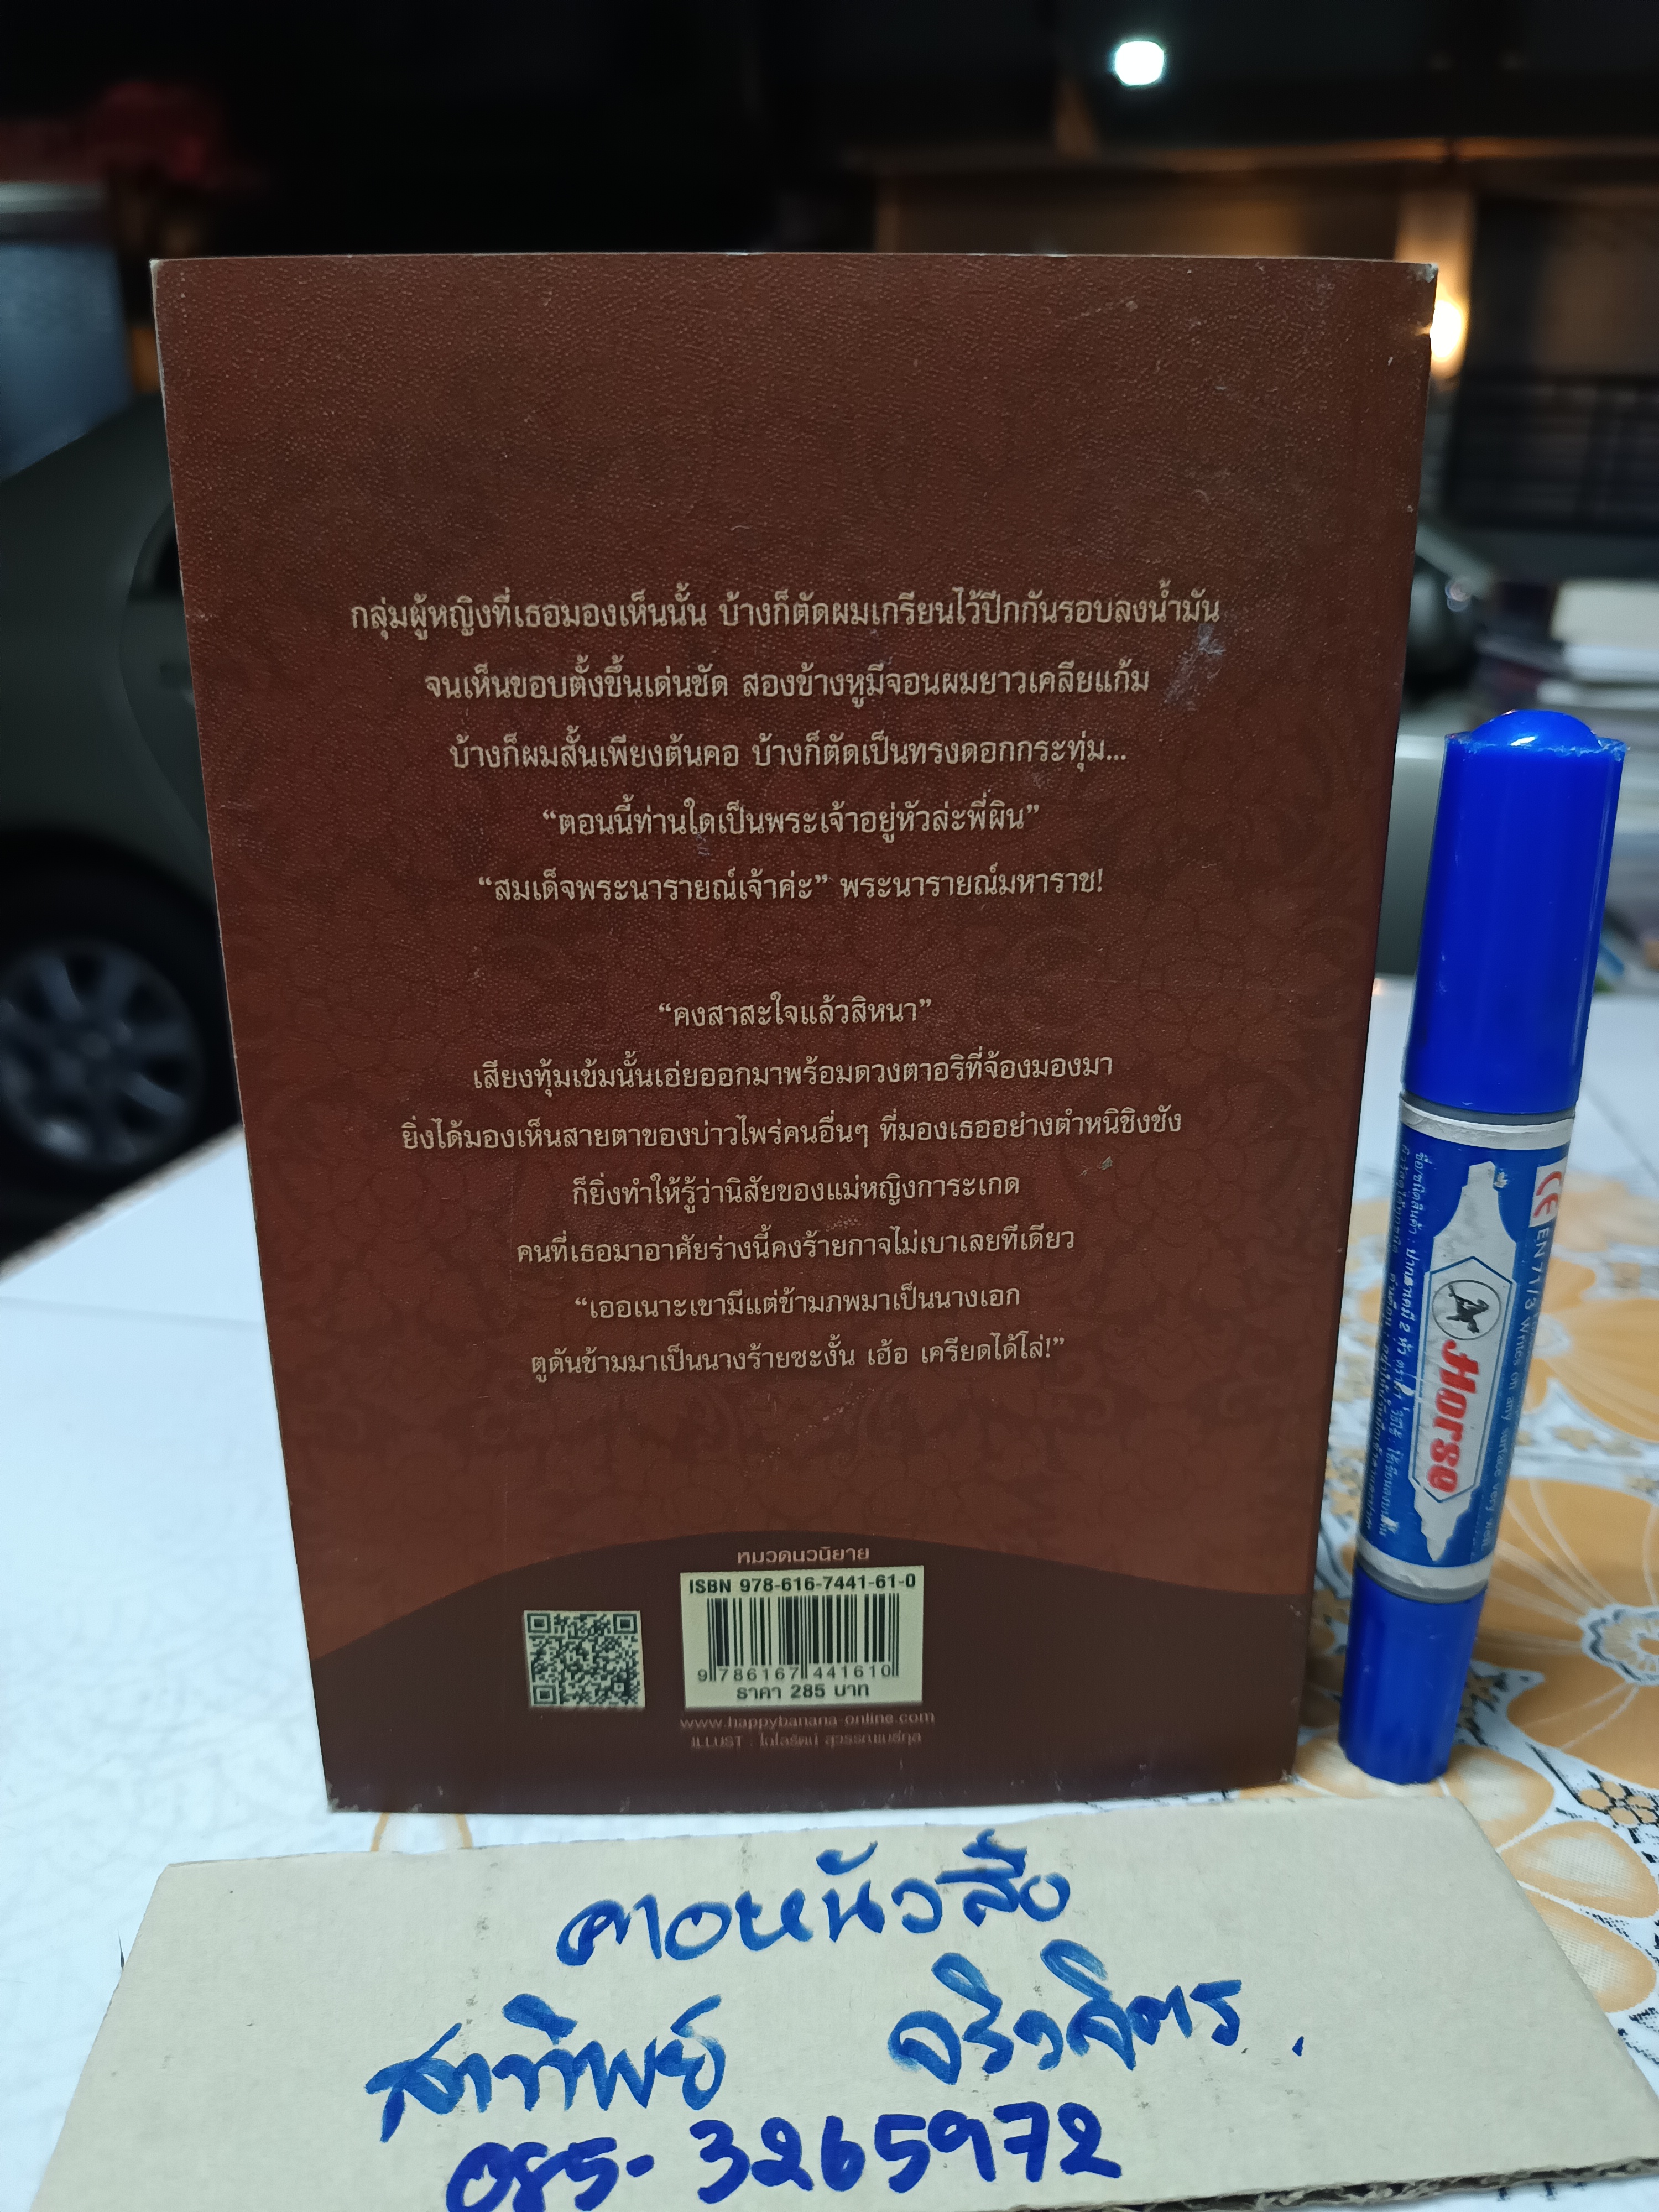 กลุ่มผู้หญิงที่เธอมองเห็นนั้น บ้างก็ตัดผมเกรียนไว้ปีกกันรอบลงน้ำมัน
จนเห็นขอบตั้งขึ้นเด่นชัด สองข้างหูมีจอนผมยาวเคลียแก้ม
บ้างก็ผมสั้นเพียงต้นคอ บ้างก็ตัดเป็นทรงดอกกระทุ่ม...
“ตอนนี้ท่านใดเป็นพระเจ้าอยู่หัวล่ะพี่ผิน”
“สมเด็จพระนารายณ์เจ้าค่ะ” พระนารายณ์มหาราช!
“คงสาสะใจแล้วสิหนา”
เสียงทุ้มเข้มนั้นเอ่ยออกมาพร้อมดวงตาอริที่จ้องมองมา
ยิ่งได้มองเห็นสายตาของบ่าวไพร่คนอื่นๆ ที่มองเธออย่างตำหนิชิงชัง
ก็ยิ่งทำให้รู้ว่านิสัยของแม่หญิงการะเกด
คนที่เธอมาอาศัยร่างนี้คงร้ายกาจไม่เบาเลยทีเดียว
“เออเนาะเขามีแต่ข้ามภพมาเป็นนางเอก
ตูดันข้ามมาเป็นนางร้ายซะงั้น เฮ้อ เครียดได้โล่!”
หมวดนวนิยาย
ISBN 978-616-7441-61-0
9 786167 441610
ราคา 285 บาท
www.happybanana-online.com
ILLUST :
CE EN 71/3 Writes on any surface very well
Horse
คาวหนังสือ
สาทิพย์ จริงจิตร.
085-3265972